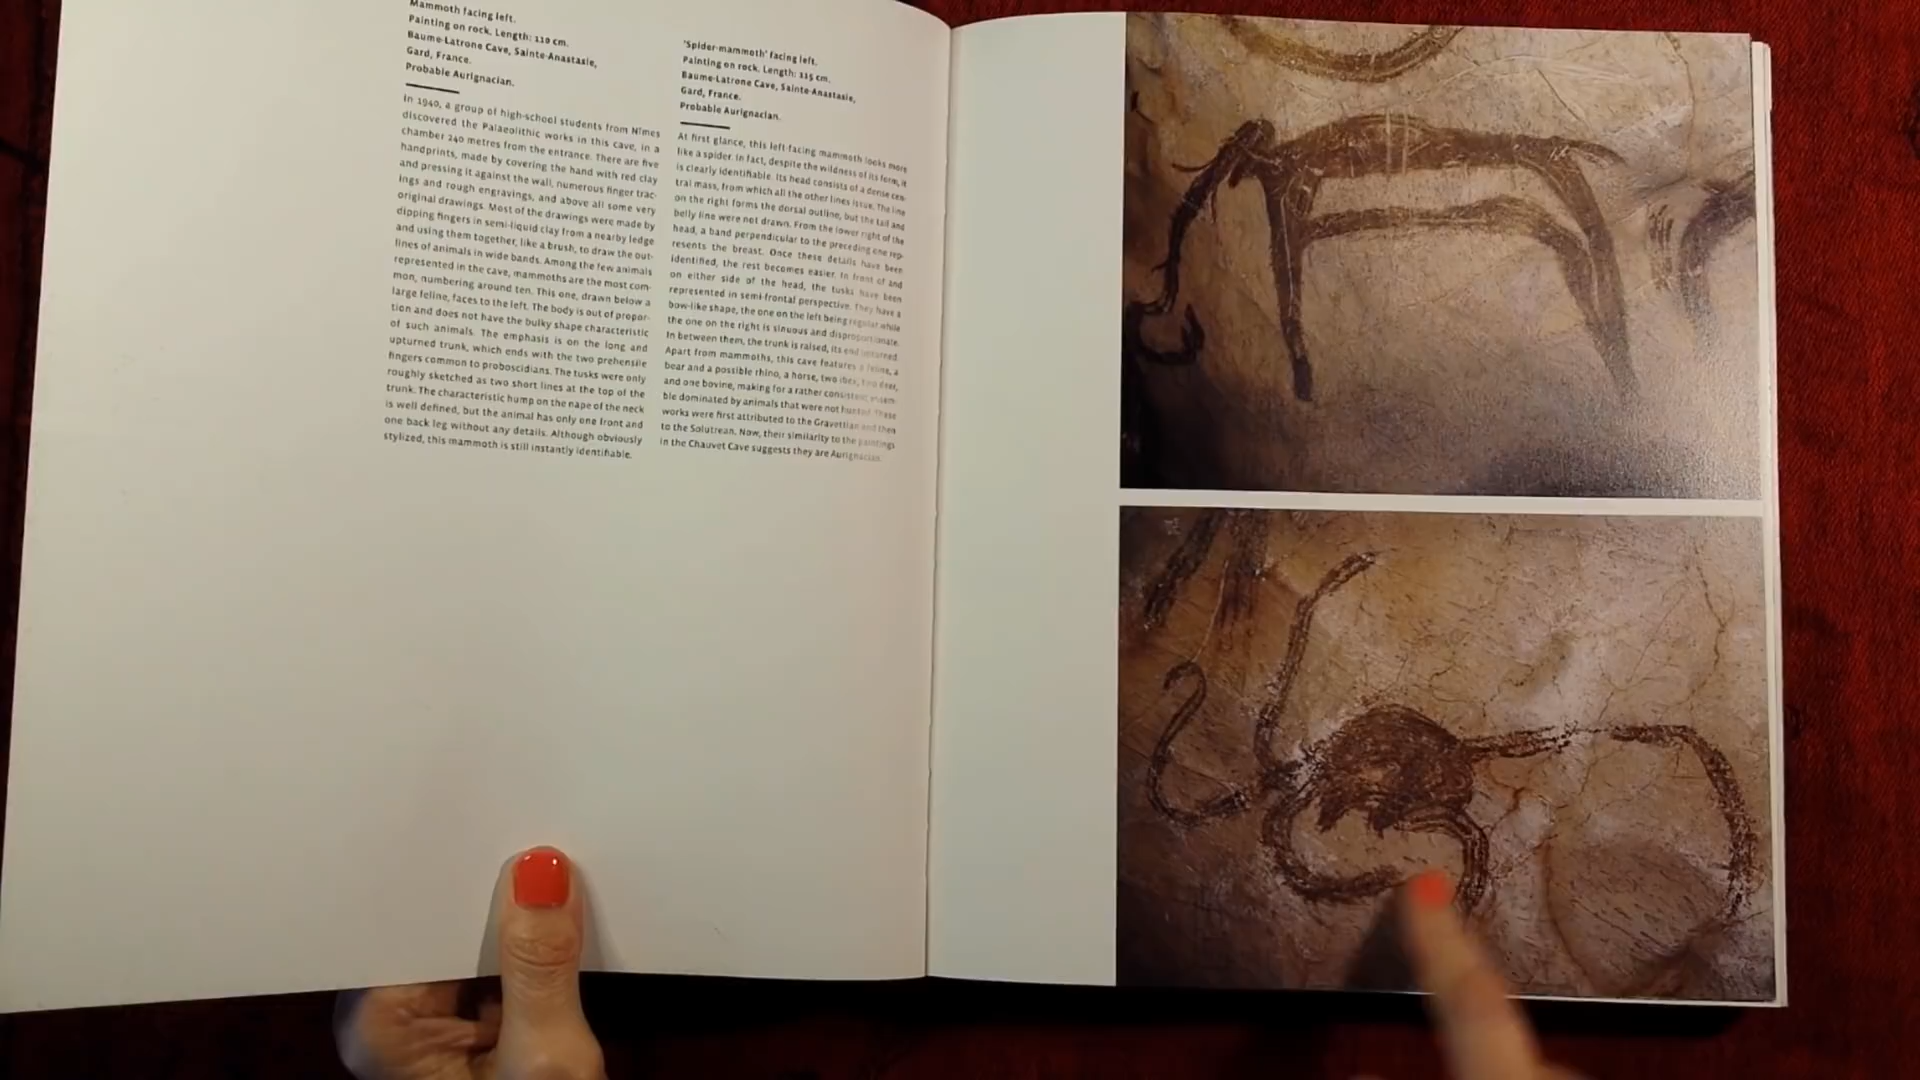 Mammoth facing left.
Painting on rock. Length: 110 cm.
Baume-Latrone Cave, Sainte-Anastasie,
Gard, France.
Probable Aurignacian.
In 1940, a group of high-school students from Nîmes
discovered the Palaeolithic works in this cave, in a
chamber 240 metres from the entrance. There are five
handprints, made by covering the hand with red clay
and pressing it against the wall, numerous finger trac-
ings and rough engravings, and above all some very
original drawings. Most of the drawings were made by
dipping fingers in semi-liquid clay from a nearby ledge
and using them together, like a brush, to draw the out-
lines of animals in wide bands. Among the few animals
represented in the cave, mammoths are the most com-
mon, numbering around ten. This one, drawn below a
large feline, faces to the left. The body is out of propor-
tion and does not have the bulky shape characteristic
of such animals. The emphasis is on the long and
upturned trunk, which ends with the two prehensile
fingers common to proboscidians. The tusks were only
roughly sketched as two short lines at the top of the
trunk. The characteristic hump on the nape of the neck
is well defined, but the animal has only one front and
one back leg without any details. Although obviously
stylized, this mammoth is still instantly identifiable.
'Spider-mammoth' facing left.
Painting on rock. Length: 115 cm.
Baume-Latrone Cave, Sainte-Anastasie,
Gard, France.
Probable Aurignacian.
At first glance, this left-facing mammoth looks more
like a spider. In fact, despite the wildness of its form, it
is clearly identifiable. Its head consists of a dense cen-
tral mass, from which all the other lines issue. The line
on the right forms the dorsal outline, but the tail and
belly line were not drawn. From the lower right of the
head, a band perpendicular to the preceding one rep-
resents the breast. Once these details have been
identified, the rest becomes easier. In front of and
on either side of the head, the tusks have been
represented in semi-frontal perspective. They have a
bow-like shape, the one on the left being regular while
the one on the right is sinuous and disproportionate.
In between them, the trunk is raised, its end upturned.
Apart from mammoths, this cave features a feline, a
bear and a possible rhino, a horse, two ibex, two deer,
and one bovine, making for a rather consistent ensem-
ble dominated by animals that were not hunted. These
works were first attributed to the Gravettian and then
to the Solutrean. Now, their similarity to the paintings
in the Chauvet Cave suggests they are Aurignacian.